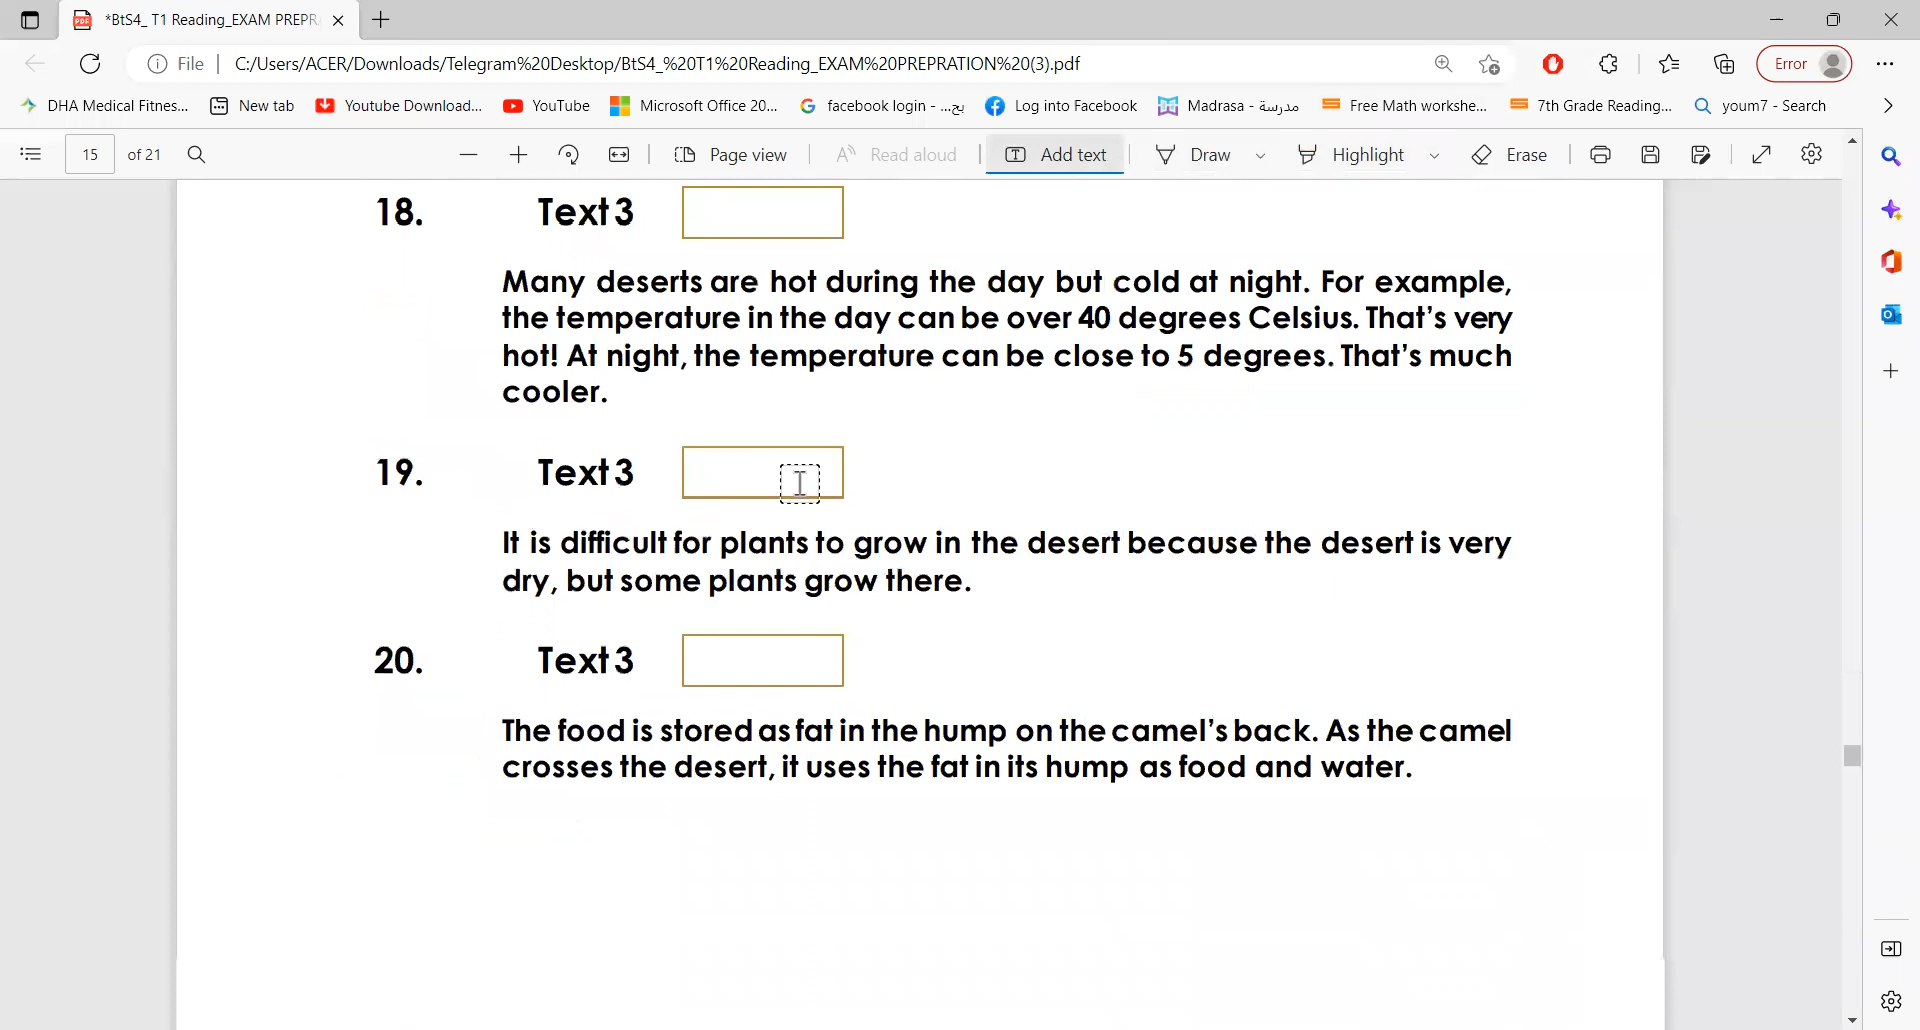 *BtS4_ T1 Reading_EXAM PREPR
File
C:/Users/ACER/Downloads/Telegram%20Desktop/BtS4_%20T1%20Reading_EXAM%20PREPRATION%20(3).pdf
Error
DHA Medical Fitnes...
New tab
Youtube Download...
YouTube
Microsoft Office 20...
facebook login - ...بح
Log into Facebook
Madrasa - مدرسة
Free Math workshe...
7th Grade Reading...
youm7 - Search
15 of 21
Page view
Read aloud
Add text
Draw
Highlight
Erase
18. Text 3
Many deserts are hot during the day but cold at night. For example,
the temperature in the day can be over 40 degrees Celsius. That's very
hot! At night, the temperature can be close to 5 degrees. That's much
cooler.
19. Text 3
It is difficult for plants to grow in the desert because the desert is very
dry, but some plants grow there.
20. Text 3
The food is stored as fat in the hump on the camel's back. As the camel
crosses the desert, it uses the fat in its hump as food and water.